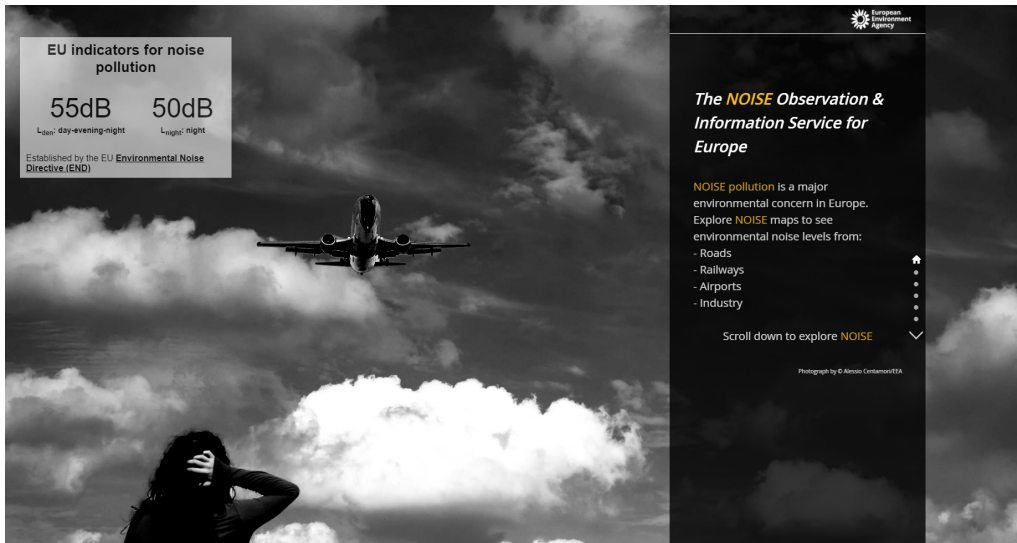 EU indicators for noise
pollution
55dB
50dB
Lden: day-evening-night
Lnight: night
Established by the EU Environmental Noise
Directive (END)
European
Environment
Agency
The NOISE Observation &
Information Service for
Europe
NOISE pollution is a major
environmental concern in Europe.
Explore NOISE maps to see
environmental noise levels from:
- Roads
- Railways
- Airports
- Industry
Scroll down to explore NOISE
Photograph by © Alessio Centamori/EEA